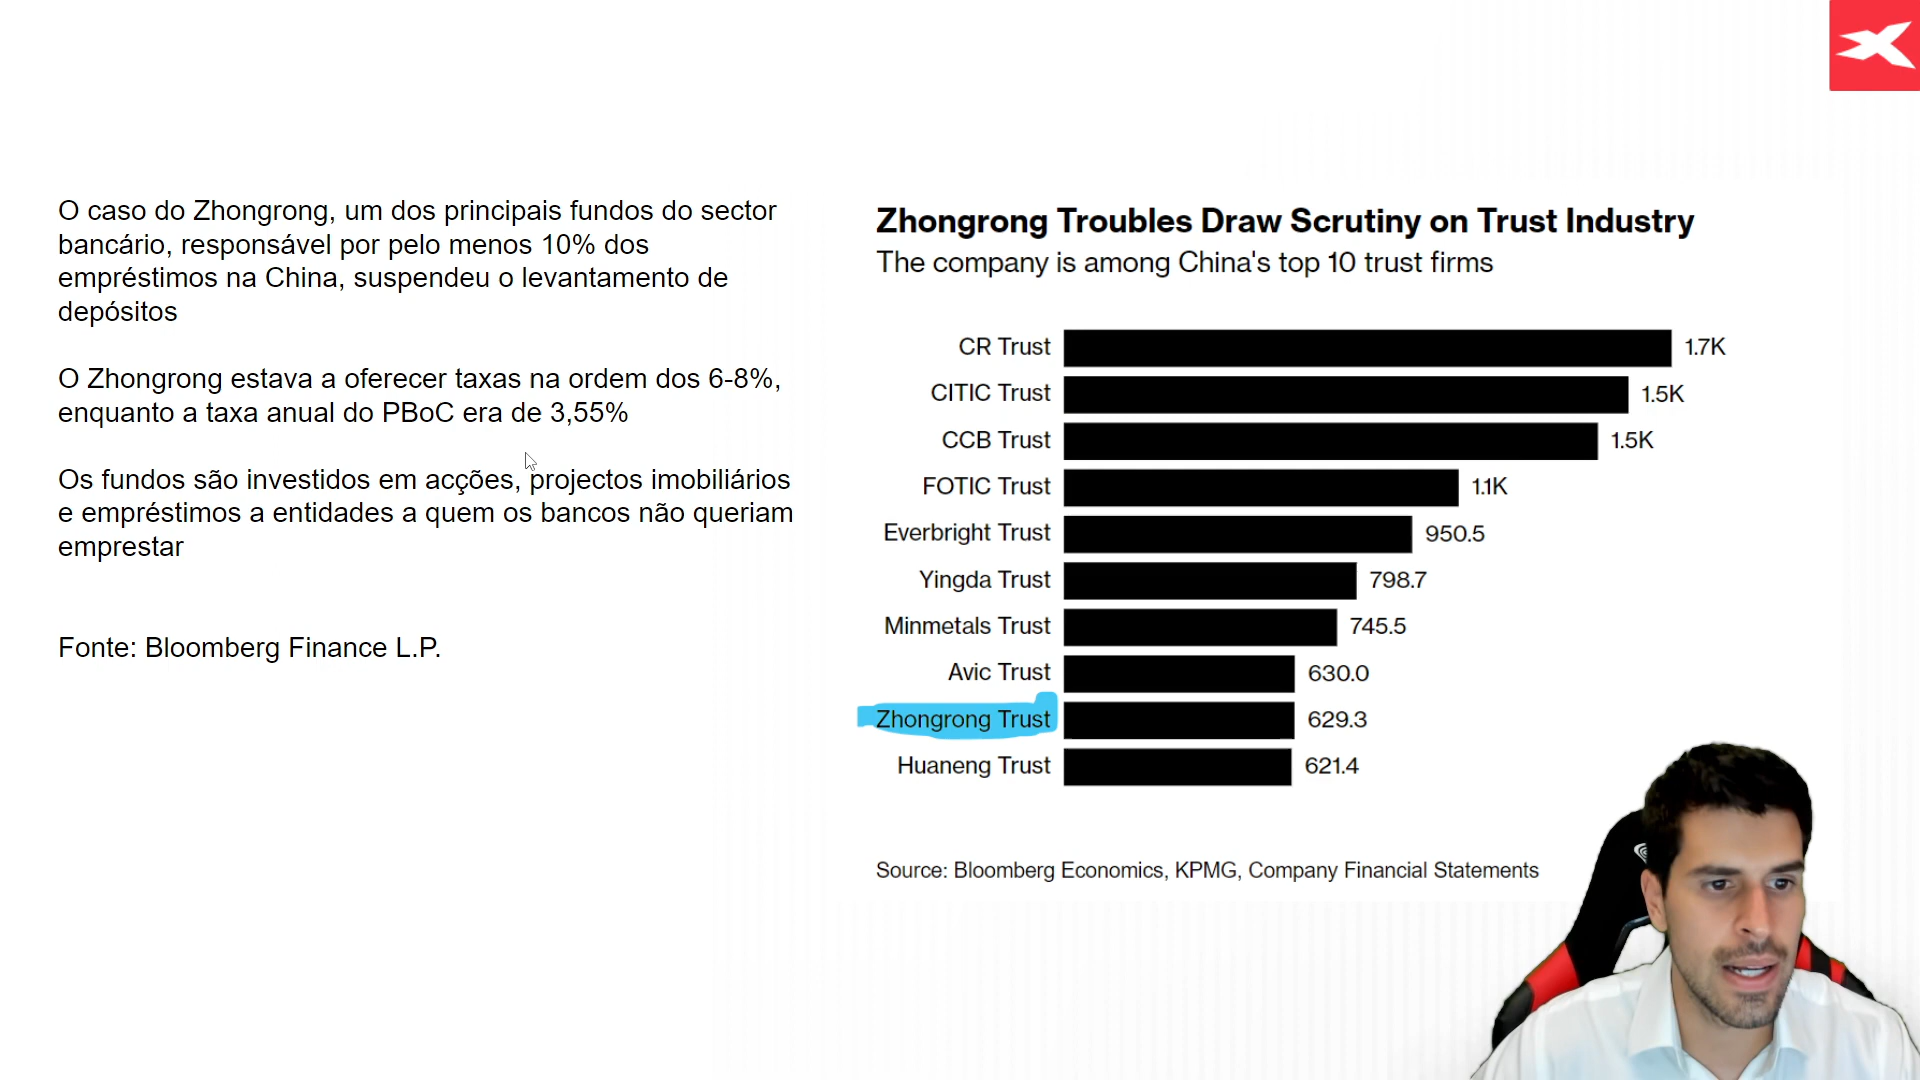 O caso do Zhongrong, um dos principais fundos do sector
bancário, responsável por pelo menos 10% dos
empréstimos na China, suspendeu o levantamento de
depósitos
O Zhongrong estava a oferecer taxas na ordem dos 6-8%,
enquanto a taxa anual do PBoC era de 3,55%
Os fundos são investidos em acções, projectos imobiliários
e empréstimos a entidades a quem os bancos não queriam
emprestar
Fonte: Bloomberg Finance L.P.
Zhongrong Troubles Draw Scrutiny on Trust Industry
The company is among China's top 10 trust firms
CR Trust 1.7K
CITIC Trust 1.5K
CCB Trust 1.5K
FOTIC Trust 1.1K
Everbright Trust 950.5
Yingda Trust 798.7
Minmetals Trust 745.5
Avic Trust 630.0
Zhongrong Trust 629.3
Huaneng Trust 621.4
Source: Bloomberg Economics, KPMG, Company Financial Statements